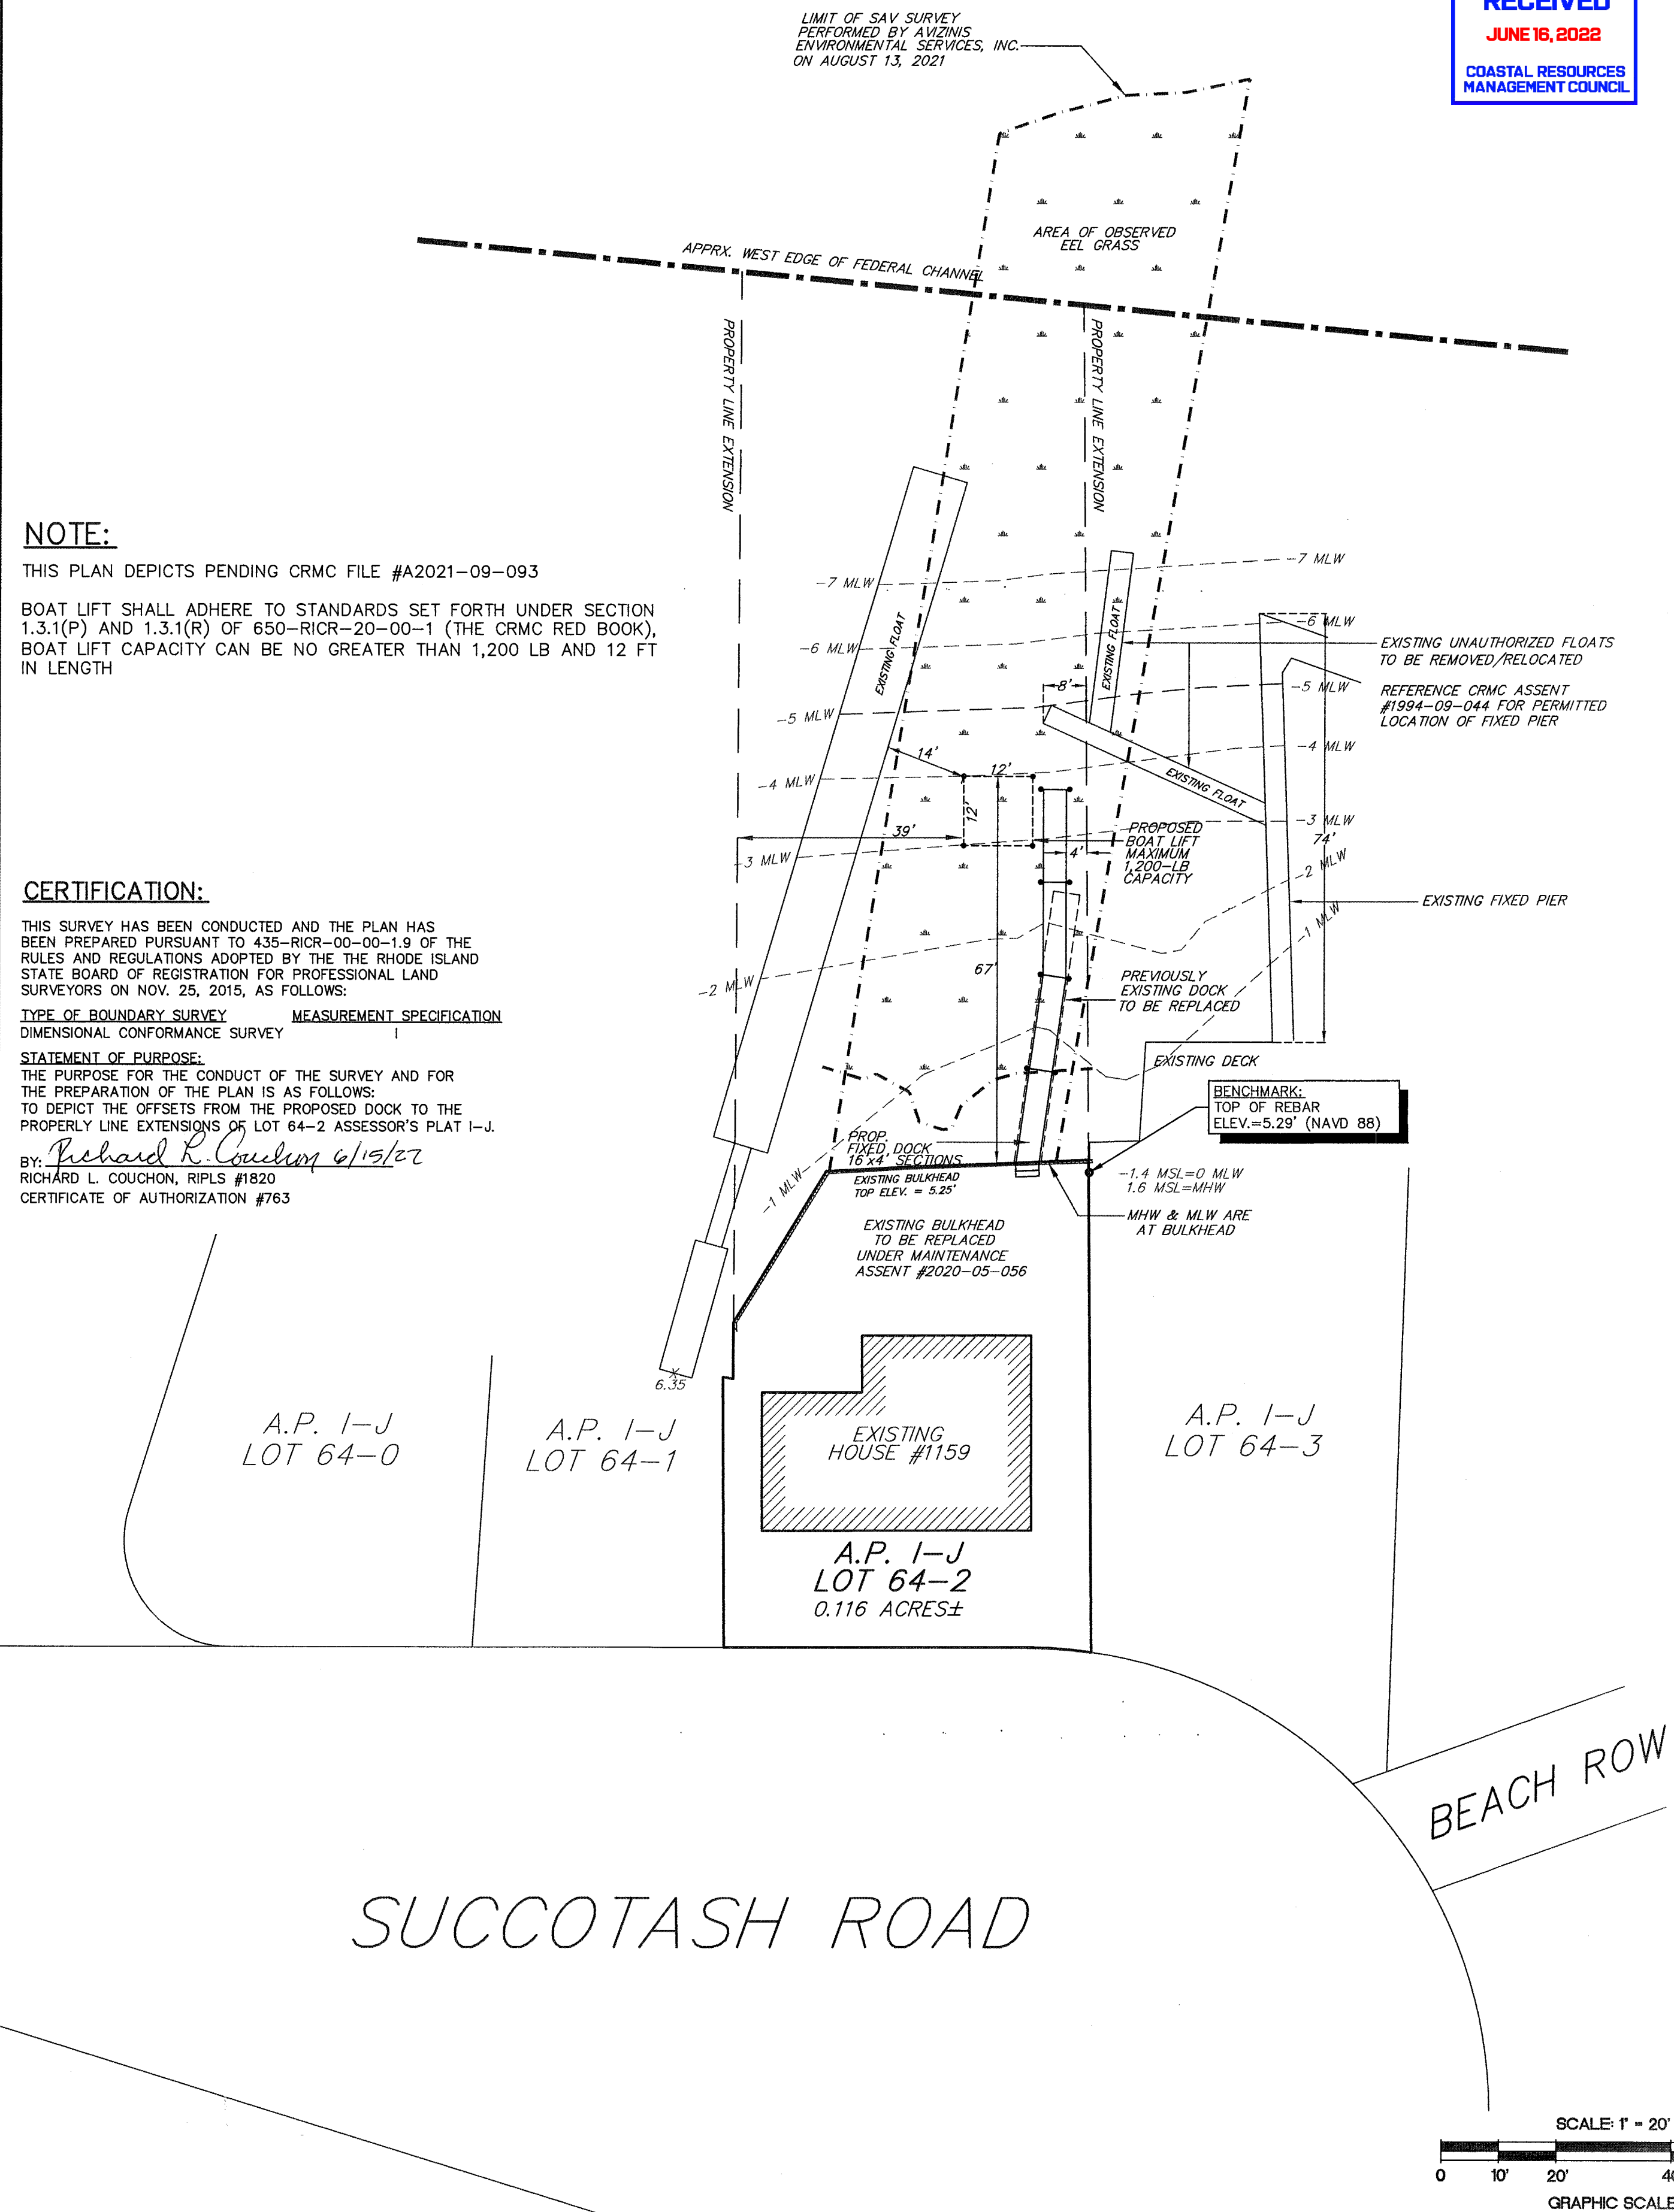 RECEIVED
JUNE 16, 2022
COASTAL RESOURCES
MANAGEMENT COUNCIL
LIMIT OF SAV SURVEY
PERFORMED BY AVIZINIS
ENVIRONMENTAL SERVICES, INC.
ON AUGUST 13, 2021
AREA OF OBSERVED
EEL GRASS
APPRX. WEST EDGE OF FEDERAL CHANNEL
PROPERTY LINE EXTENSION
PROPERTY LINE EXTENSION
NOTE:
THIS PLAN DEPICTS PENDING CRMC FILE #A2021-09-093
BOAT LIFT SHALL ADHERE TO STANDARDS SET FORTH UNDER SECTION
1.3.1(P) AND 1.3.1(R) OF 650-RICR-20-00-1 (THE CRMC RED BOOK),
BOAT LIFT CAPACITY CAN BE NO GREATER THAN 1,200 LB AND 12 FT
IN LENGTH
-7 MLW
-7 MLW
-6 MLW
-6 MLW
EXISTING FLOAT
EXISTING FLOAT
EXISTING UNAUTHORIZED FLOATS
TO BE REMOVED/RELOCATED
8'
-5 MLW
-5 MLW
REFERENCE CRMC ASSENT
#1994-09-044 FOR PERMITTED
LOCATION OF FIXED PIER
14'
-4 MLW
-4 MLW
12'
12'
EXISTING FLOAT
39'
-3 MLW
-3 MLW
74'
PROPOSED
BOAT LIFT
MAXIMUM
1,200-LB
CAPACITY
4'
-2 MLW
-2 MLW
EXISTING FIXED PIER
-1 MLW
67'
PREVIOUSLY
EXISTING DOCK
TO BE REPLACED
EXISTING DECK
BENCHMARK:
TOP OF REBAR
ELEV.=5.29' (NAVD 88)
CERTIFICATION:
THIS SURVEY HAS BEEN CONDUCTED AND THE PLAN HAS
BEEN PREPARED PURSUANT TO 435-RICR-00-00-1.9 OF THE
RULES AND REGULATIONS ADOPTED BY THE THE RHODE ISLAND
STATE BOARD OF REGISTRATION FOR PROFESSIONAL LAND
SURVEYORS ON NOV. 25, 2015, AS FOLLOWS:
TYPE OF BOUNDARY SURVEY MEASUREMENT SPECIFICATION
DIMENSIONAL CONFORMANCE SURVEY I
STATEMENT OF PURPOSE:
THE PURPOSE FOR THE CONDUCT OF THE SURVEY AND FOR
THE PREPARATION OF THE PLAN IS AS FOLLOWS:
TO DEPICT THE OFFSETS FROM THE PROPOSED DOCK TO THE
PROPERLY LINE EXTENSIONS OF LOT 64-2 ASSESSOR'S PLAT I-J.
BY: Richard L. Couchon 6/15/22
RICHARD L. COUCHON, RIPLS #1820
CERTIFICATE OF AUTHORIZATION #763
PROP.
FIXED DOCK
16'x4' SECTIONS
EXISTING BULKHEAD
TOP ELEV. = 5.25'
-1 MLW
-1.4 MSL=0 MLW
1.6 MSL=MHW
MHW & MLW ARE
AT BULKHEAD
EXISTING BULKHEAD
TO BE REPLACED
UNDER MAINTENANCE
ASSENT #2020-05-056
6.35
A.P. I-J
LOT 64-0
A.P. I-J
LOT 64-1
EXISTING
HOUSE #1159
A.P. I-J
LOT 64-3
A.P. I-J
LOT 64-2
0.116 ACRES±
BEACH ROW
SUCCOTASH ROAD
SCALE: 1" = 20'
0 10' 20'
GRAPHIC SCALE